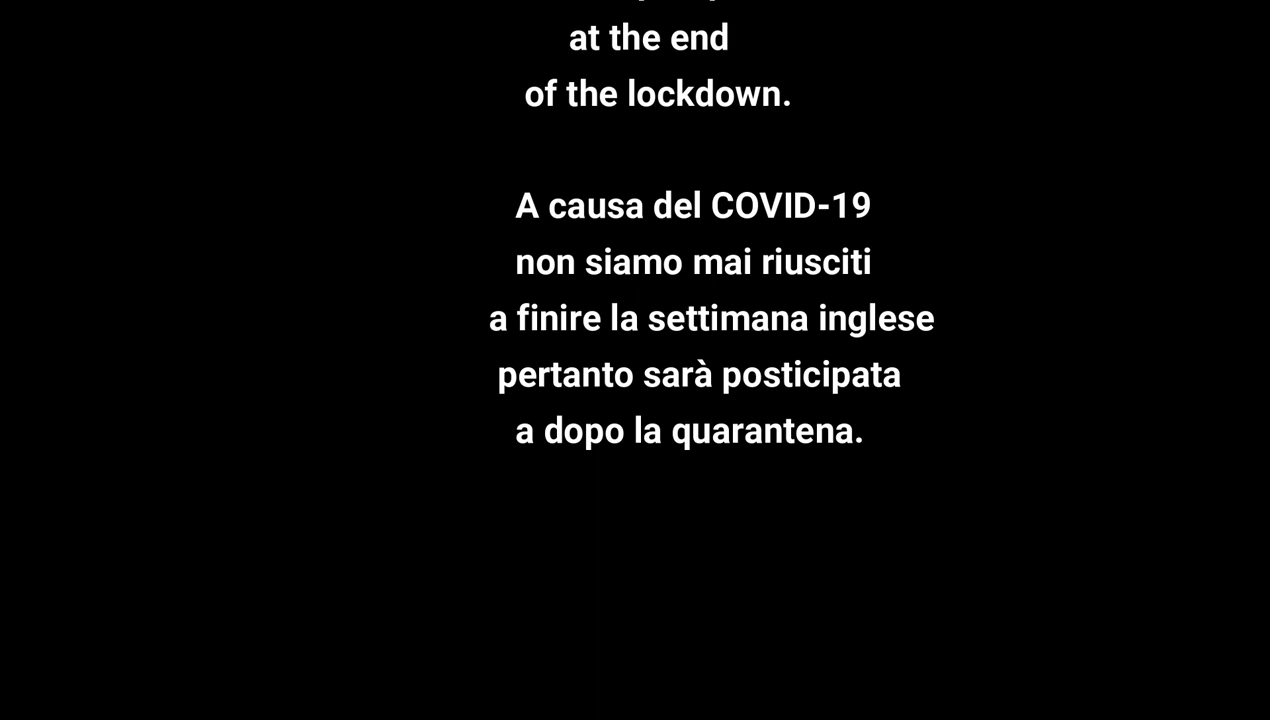 at the end
of the lockdown.
A causa del COVID-19
non siamo mai riusciti
a finire la settimana inglese
pertanto sarà posticipata
a dopo la quarantena.